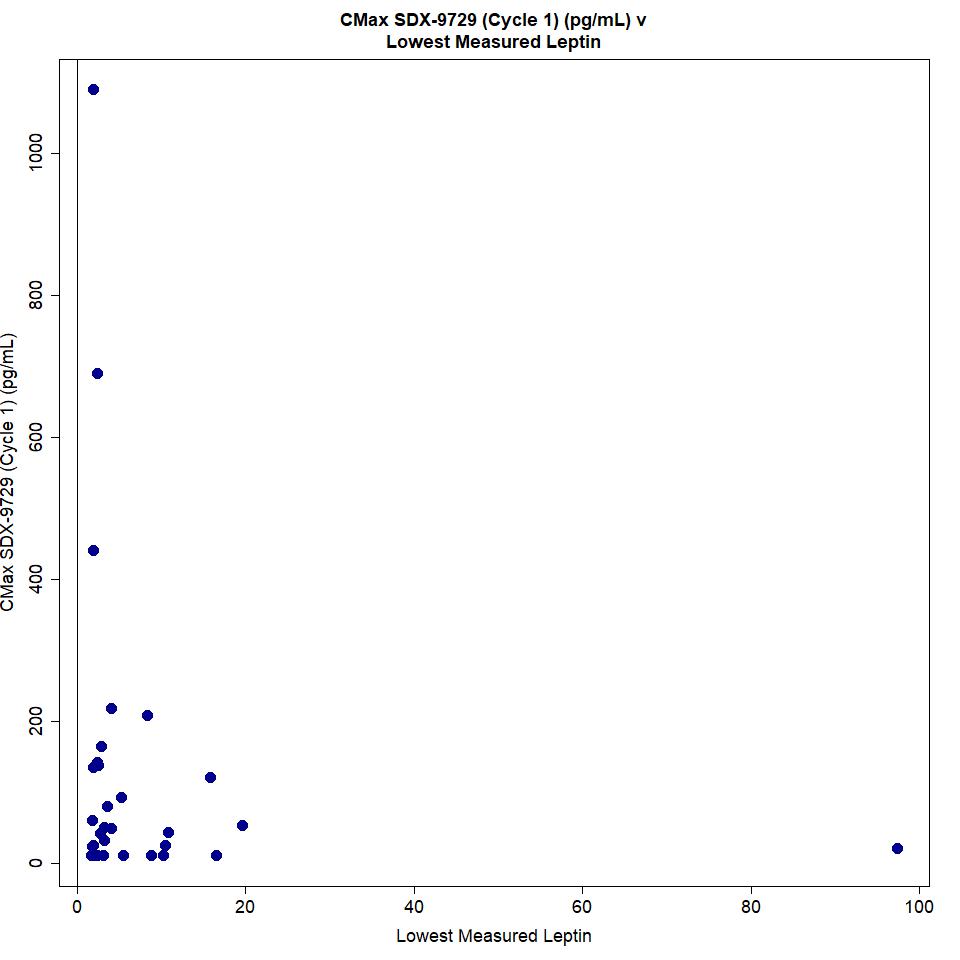 CMax SDX-9729 (Cycle 1) (pg/mL) v
Lowest Measured Leptin
CMax SDX-9729 (Cycle 1) (pg/mL)
1000
800
600
400
200
0
0 20 40 60 80 100
Lowest Measured Leptin